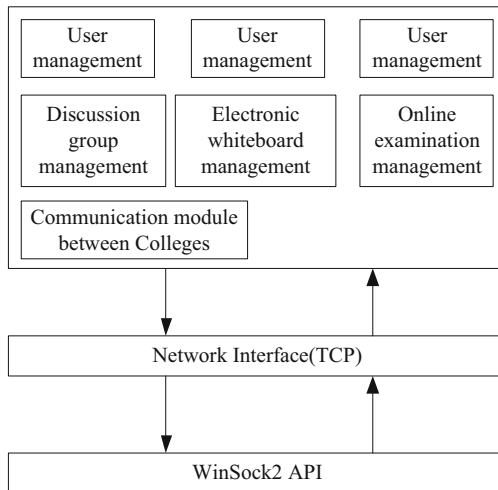 User
management
User
management
User
management
Discussion
group
management
Electronic
whiteboard
management
Online
examination
management
Communication module
between Colleges
Network Interface(TCP)
WinSock2 API